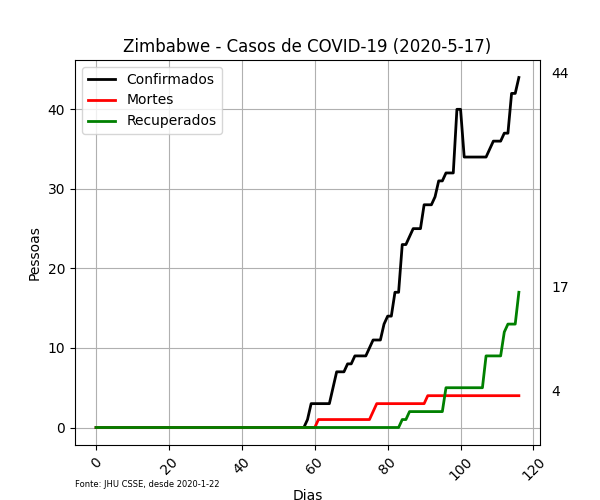 Zimbabwe - Casos de COVID-19 (2020-5-17)
Confirmados
Mortes
Recuperados
44
40
30
20
17
10
4
0
Pessoas
0 20 40 60 80 100 120
Fonte: JHU CSSE, desde 2020-1-22
Dias